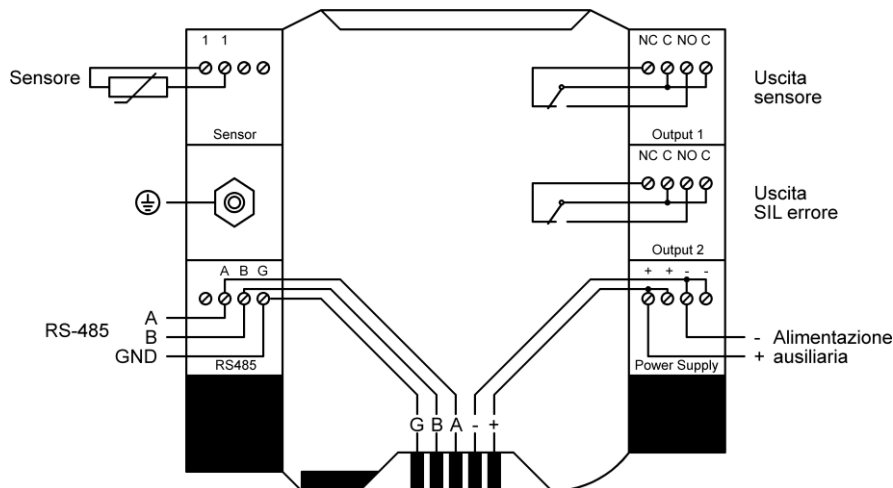 1 1
Sensore
Sensor
NC C NO C
Uscita
sensore
Output 1
NC C NO C
Uscita
SIL errore
Output 2
A B G
RS-485
A
B
GND
RS485
+ + - -
- Alimentazione
+ ausiliaria
Power Supply
G B A - +